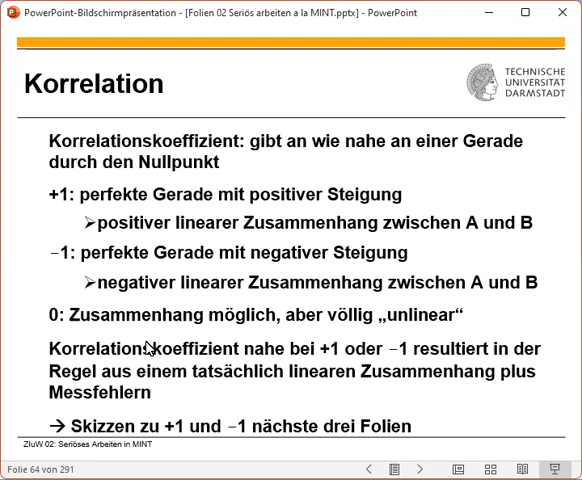 PowerPoint-Bildschirmpräsentation - [Folien 02 Seriös arbeiten a la MINT.pptx] - PowerPoint
Korrelation
TECHNISCHE
UNIVERSITÄT
DARMSTADT
Korrelationskoeffizient: gibt an wie nahe an einer Gerade
durch den Nullpunkt
+1: perfekte Gerade mit positiver Steigung
➢positiver linearer Zusammenhang zwischen A und B
−1: perfekte Gerade mit negativer Steigung
➢negativer linearer Zusammenhang zwischen A und B
0: Zusammenhang möglich, aber völlig „unlinear“
Korrelationskoeffizient nahe bei +1 oder −1 resultiert in der
Regel aus einem tatsächlich linearen Zusammenhang plus
Messfehlern
→ Skizzen zu +1 und −1 nächste drei Folien
ZIuW 02: Seriöses Arbeiten in MINT
Folie 64 von 291